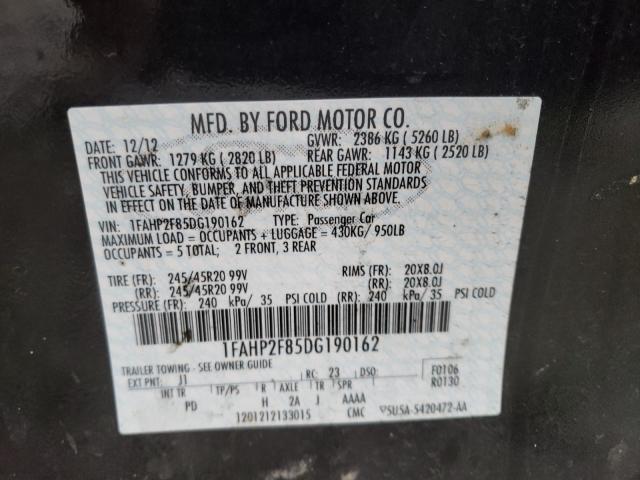 MFD. BY FORD MOTOR CO.
DATE: 12/12 GVWR: 2386 KG ( 5260 LB)
FRONT GAWR: 1279 KG ( 2820 LB) REAR GAWR: 1143 KG ( 2520 LB)
THIS VEHICLE CONFORMS TO ALL APPLICABLE FEDERAL MOTOR
VEHICLE SAFETY, BUMPER, AND THEFT PREVENTION STANDARDS
IN EFFECT ON THE DATE OF MANUFACTURE SHOWN ABOVE.
VIN: 1FAHP2F85DG190162 TYPE: Passenger Car
MAXIMUM LOAD = OCCUPANTS + LUGGAGE = 430KG/ 950LB
OCCUPANTS = 5 TOTAL; 2 FRONT, 3 REAR
TIRE (FR): 245/45R20 99V RIMS (FR): 20X8.0J
(RR): 245/45R20 99V (RR): 20X8.0J
PRESSURE (FR): 240 kPa/ 35 PSI COLD (RR): 240 kPa/ 35 PSI COLD
1FAHP2F85DG190162
TRAILER TOWING - SEE OWNER GUIDE
EXT PNT: J1 RC: 23 DSO: F0106
INT TR TP/PS R AXLE TR SPR R0130
PD H 2A J AAAA
1201212133015 CMC 5U5A-5420472-AA